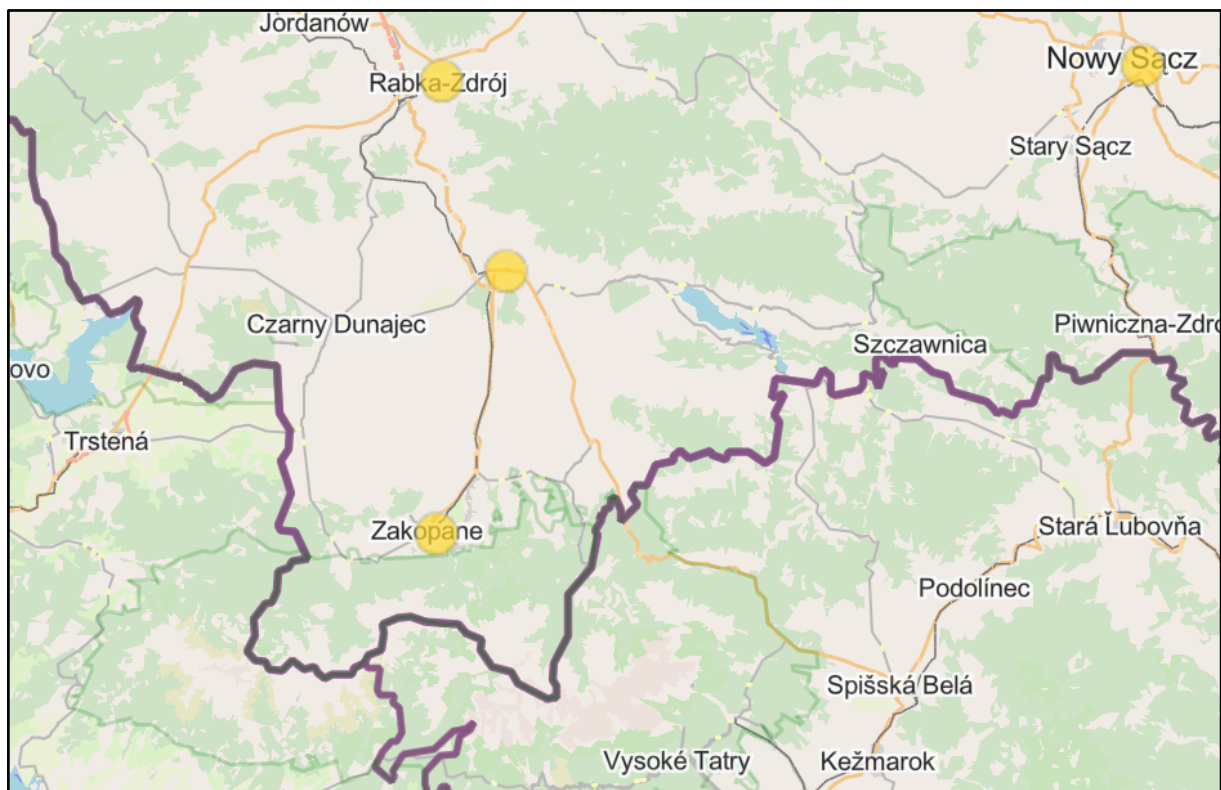 Jordanów
Rabka-Zdrój
Nowy Sącz
Stary Sącz
Czarny Dunajec
Piwniczna-Zdró
Szczawnica
ovo
Trstená
Zakopane
Stará Ľubovňa
Podolínec
Spišská Belá
Vysoké Tatry
Kežmarok